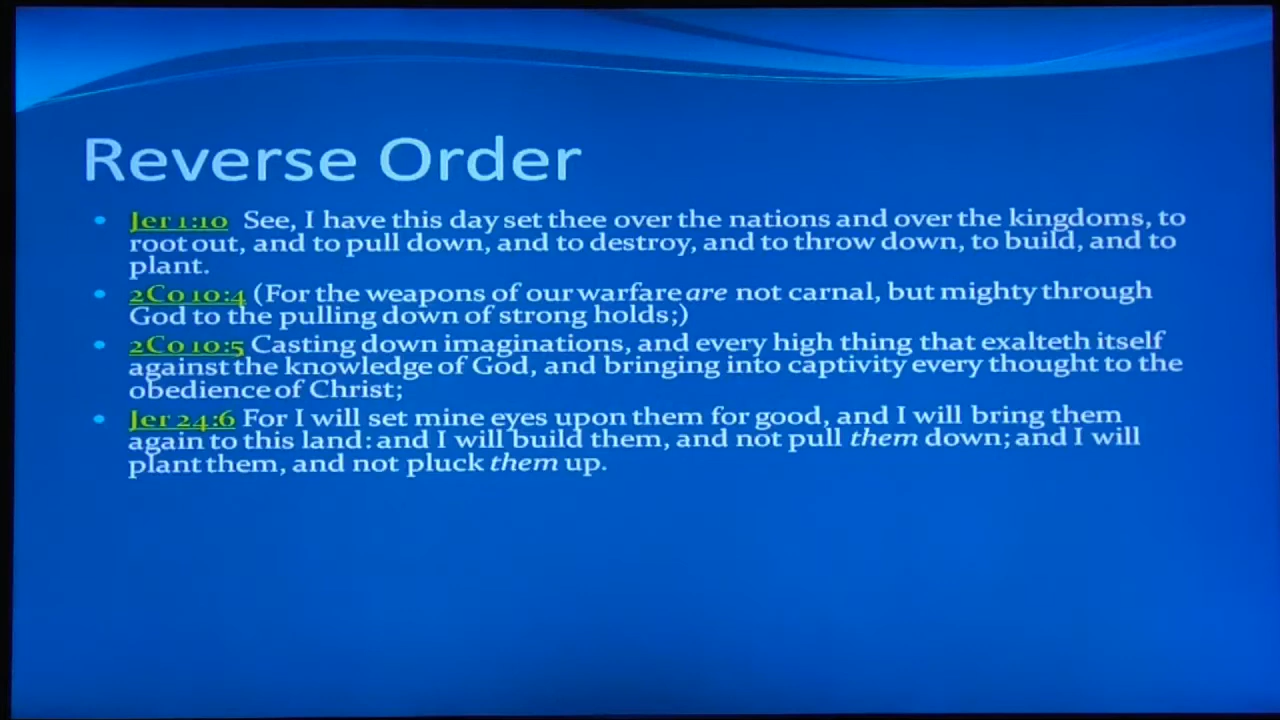 Reverse Order
• Jer 1:10 See, I have this day set thee over the nations and over the kingdoms, to
root out, and to pull down, and to destroy, and to throw down, to build, and to
plant.
• 2Co 10:4 (For the weapons of our warfare are not carnal, but mighty through
God to the pulling down of strong holds;)
• 2Co 10:5 Casting down imaginations, and every high thing that exalteth itself
against the knowledge of God, and bringing into captivity every thought to the
obedience of Christ;
• Jer 24:6 For I will set mine eyes upon them for good, and I will bring them
again to this land: and I will build them, and not pull them down; and I will
plant them, and not pluck them up.